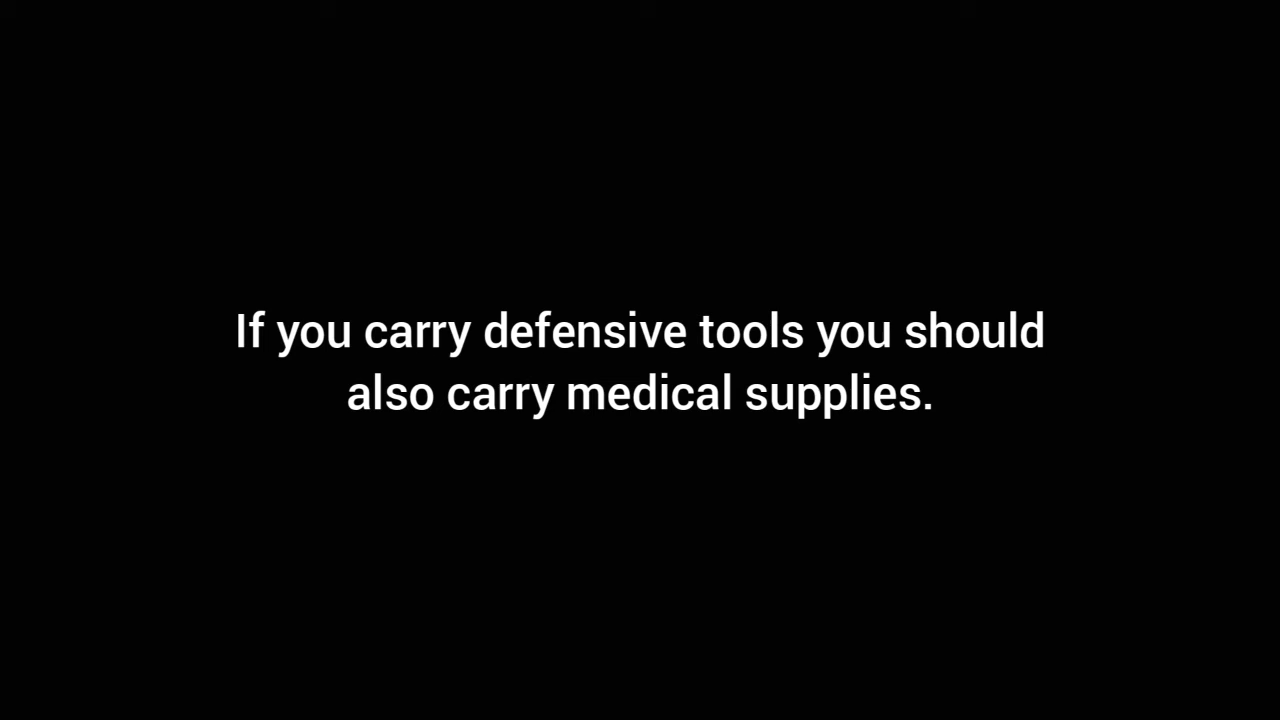 If you carry defensive tools you should
also carry medical supplies.